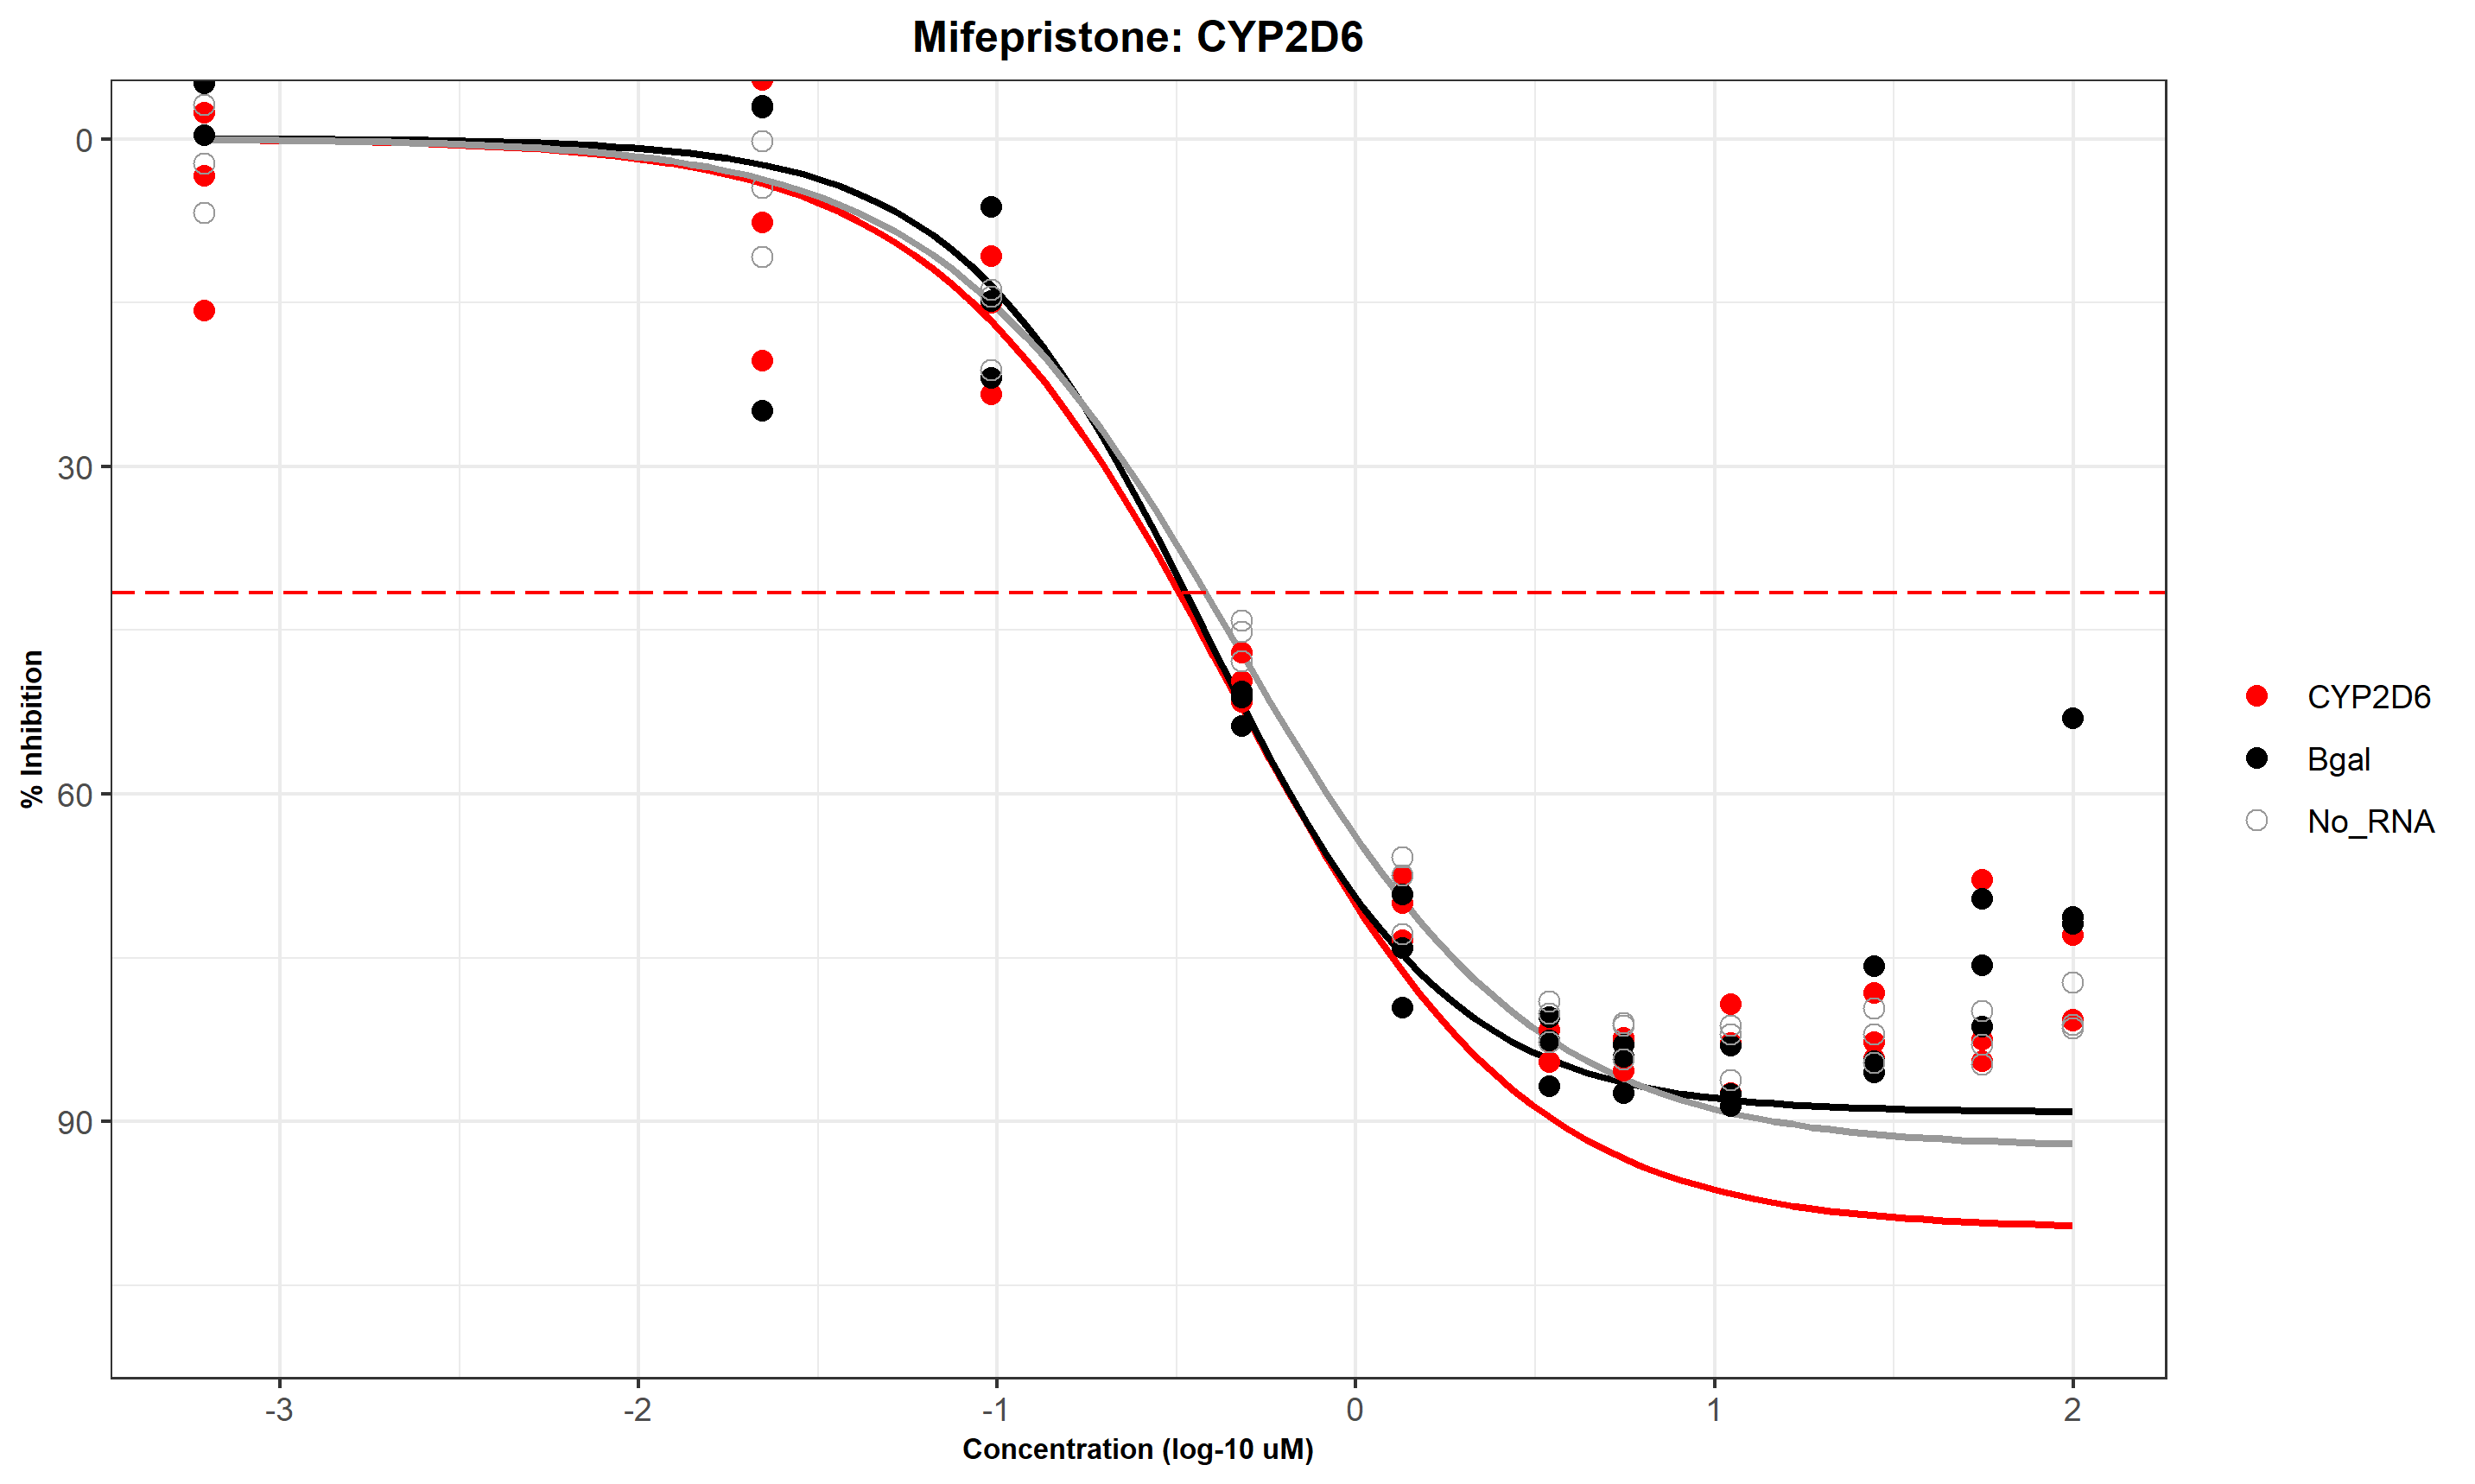 Mifepristone: CYP2D6
0
30
60
90
% Inhibition
-3
-2
-1
0
1
2
Concentration (log-10 uM)
CYP2D6
Bgal
No_RNA